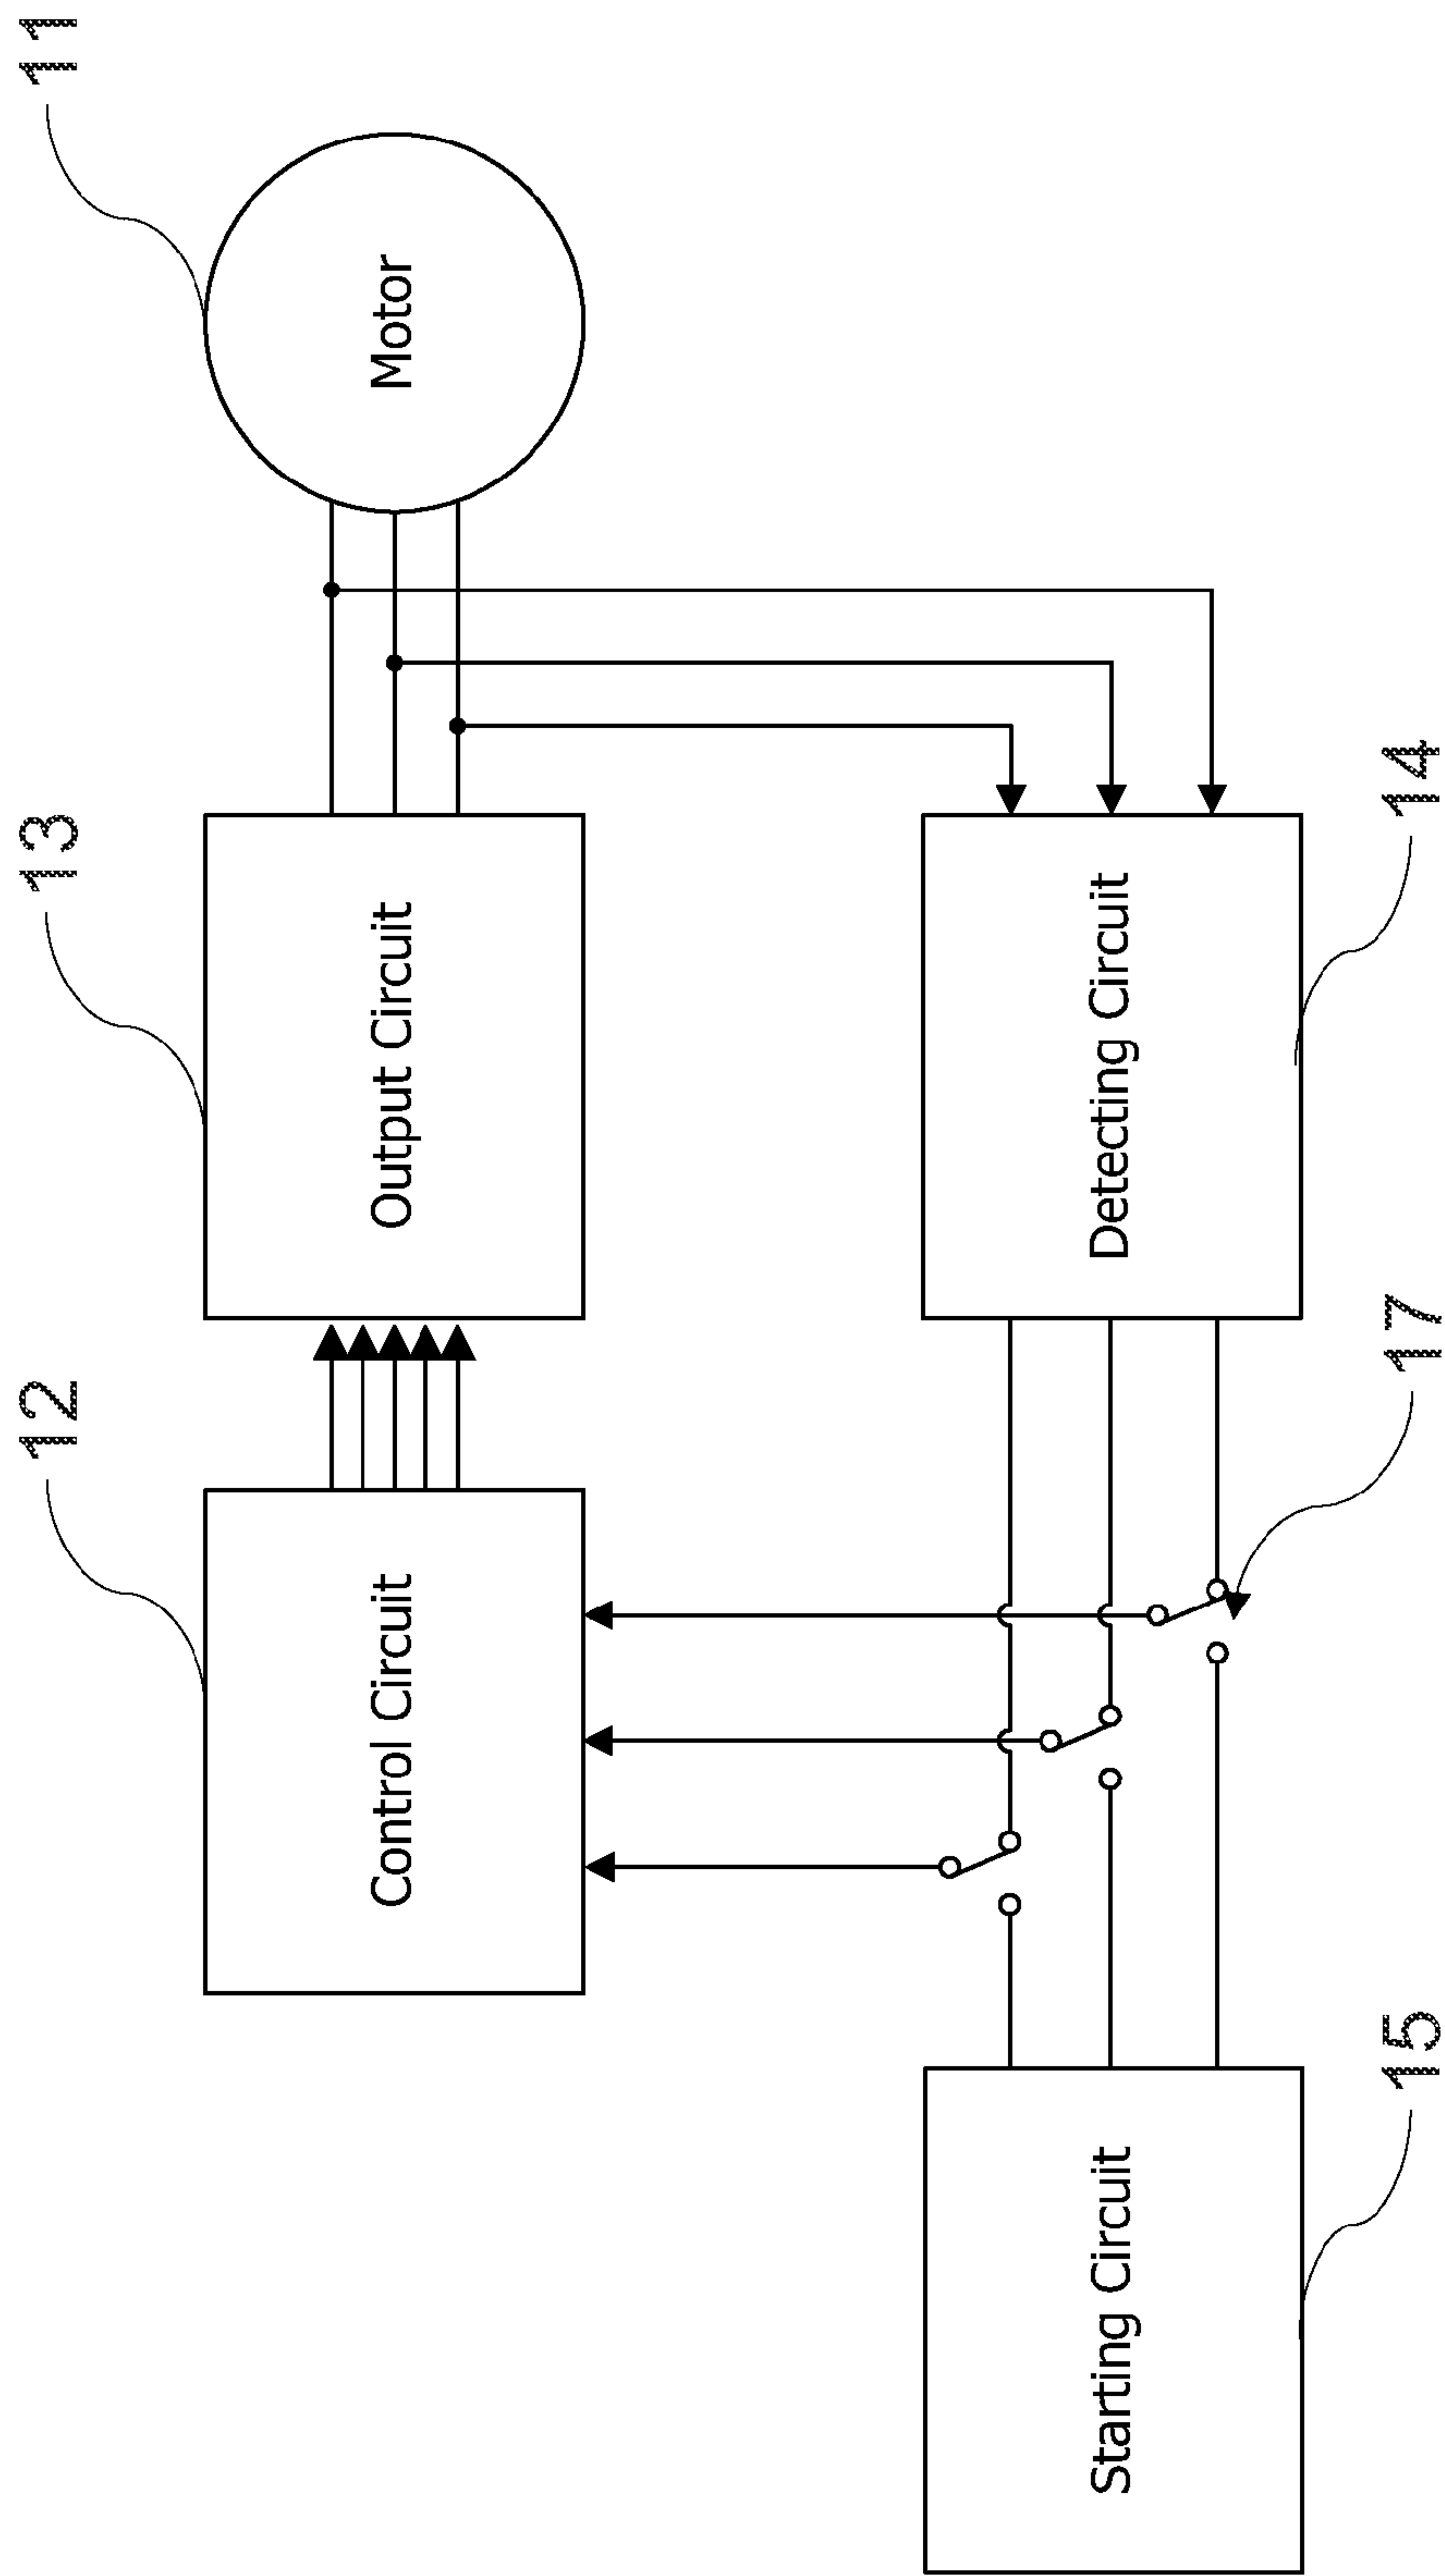 12
13
11
Control Circuit
Output Circuit
Motor
Starting Circuit
Detecting Circuit
15
17
14